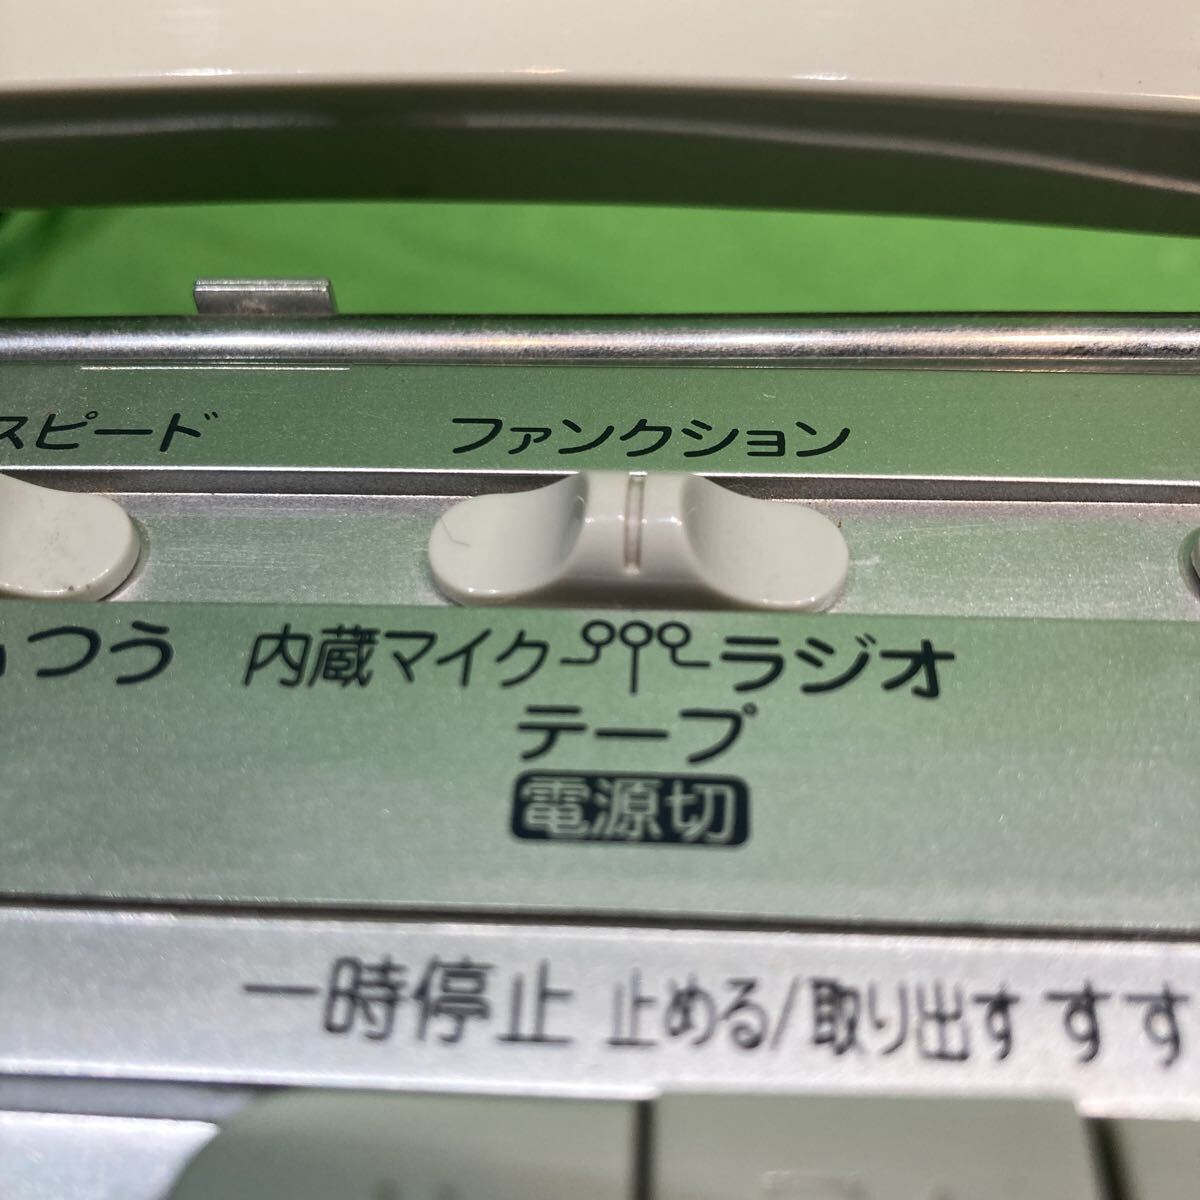 スピード ファンクション
つう 内蔵マイク ラジオ
テープ
電源切
一時停止 止める/取り出す すす